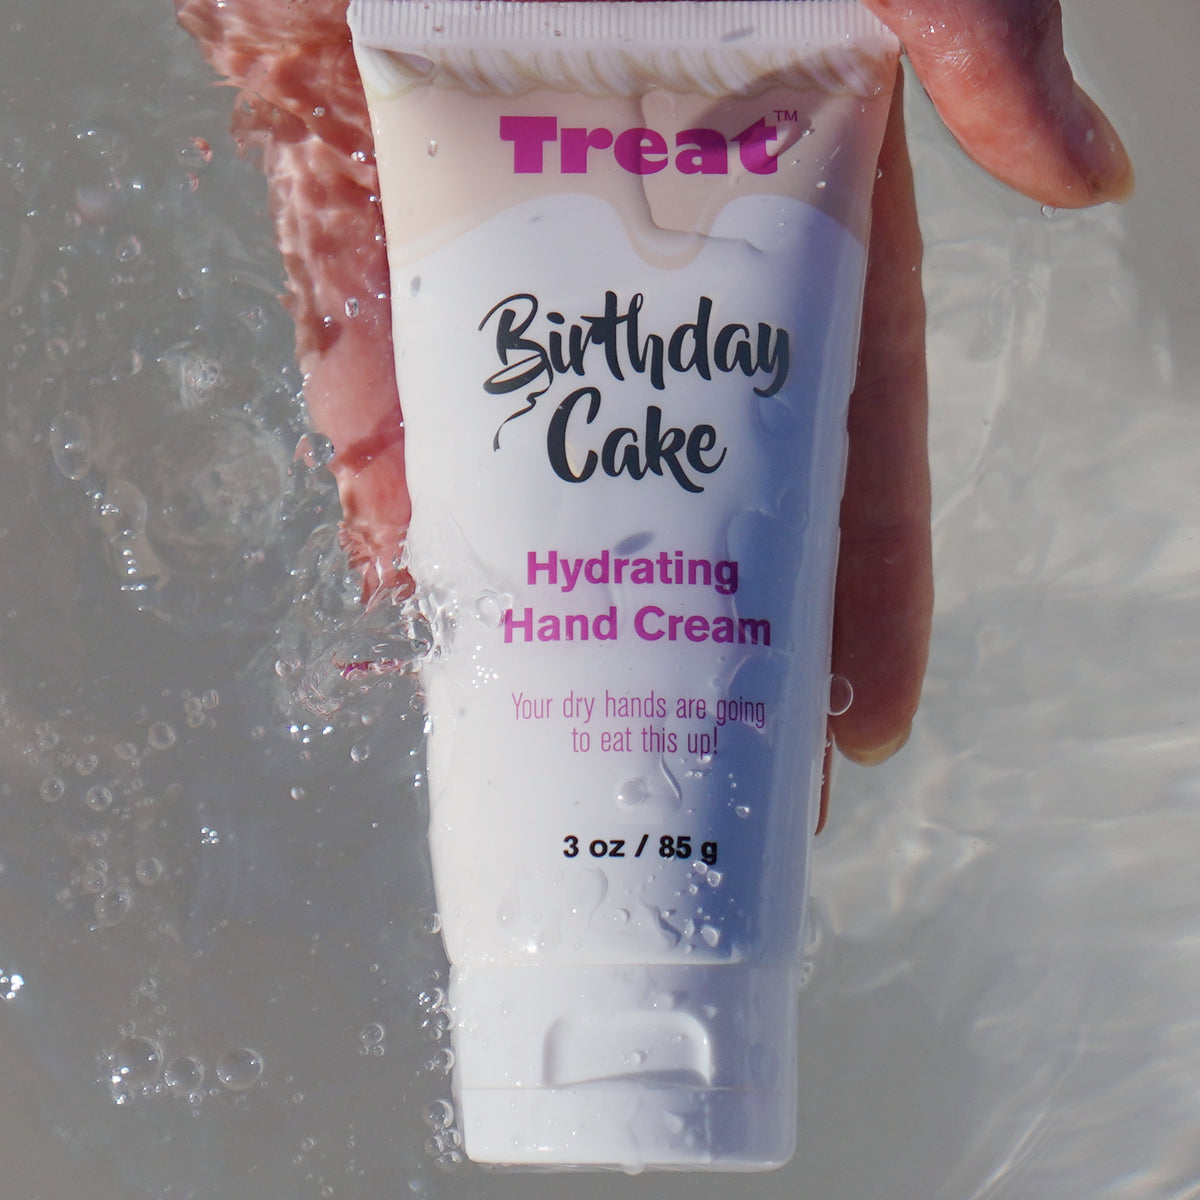 Treat™
Birthday
Cake
Hydrating
Hand Cream
Your dry hands are going
to eat this up!
3 oz / 85 g